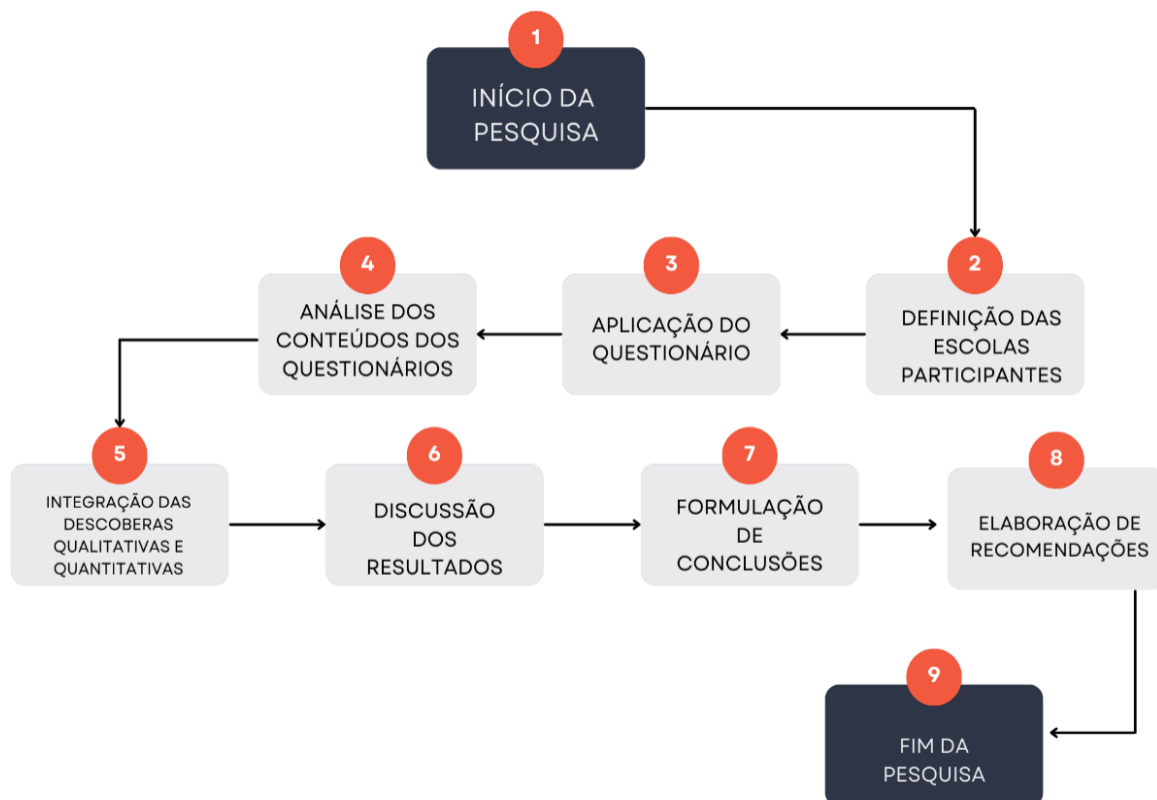 1
INÍCIO DA
PESQUISA
2
DEFINIÇÃO DAS
ESCOLAS
PARTICIPANTES
3
APLICAÇÃO DO
QUESTIONÁRIO
4
ANÁLISE DOS
CONTEÚDOS DOS
QUESTIONÁRIOS
5
INTEGRAÇÃO DAS
DESCOBERAS
QUALITATIVAS E
QUANTITATIVAS
6
DISCUSSÃO
DOS
RESULTADOS
7
FORMULAÇÃO
DE
CONCLUSÕES
8
ELABORAÇÃO DE
RECOMENDAÇÕES
9
FIM DA
PESQUISA